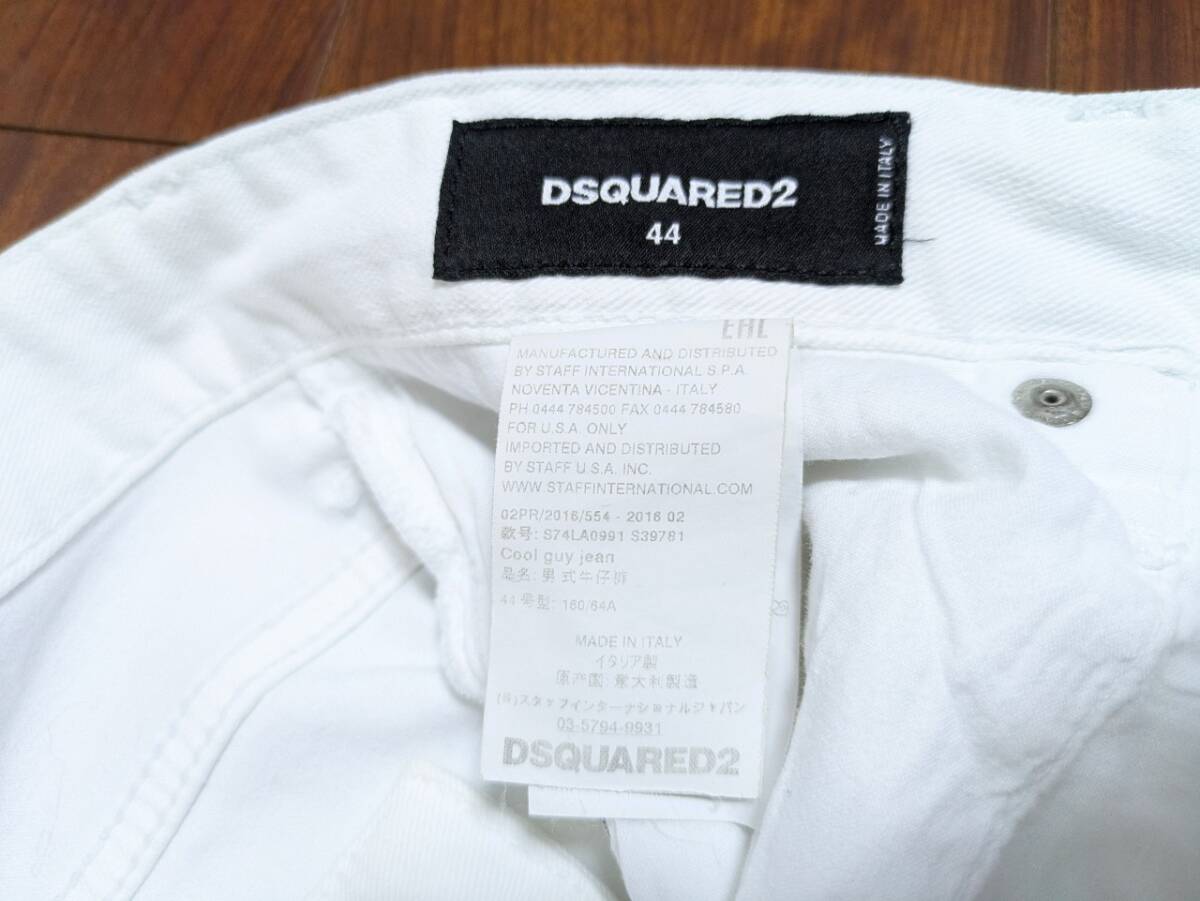 DSQUARED2
44
MADE IN ITALY
EAC
MANUFACTURED AND DISTRIBUTED
BY STAFF INTERNATIONAL S.P.A.
NOVENTA VICENTINA - ITALY
PH 0444 784500 FAX 0444 784580
FOR U.S.A. ONLY
IMPORTED AND DISTRIBUTED
BY STAFF U.S.A. INC.
WWW.STAFFINTERNATIONAL.COM
02PR/2016/554 - 2016 02
款号: S74LA0991 S39781
Cool guy jean
品名: 男式牛仔裤
44 号型: 160/64A
MADE IN ITALY
イタリア製
原产国: 意大利製造
(株)スタッフインターナショナルジャパン
03-5794-9931
DSQUARED2